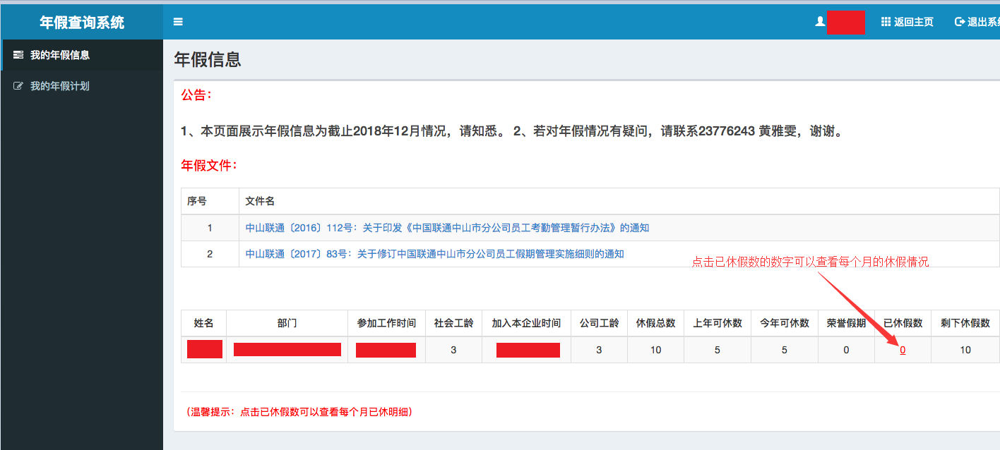 年假查询系统
返回主页 退出系统
我的年假信息
我的年假计划
年假信息
公告：
1、本页面展示年假信息为截止2018年12月情况，请知悉。 2、若对年假情况有疑问，请联系23776243 黄雅雯，谢谢。
年假文件：
序号 文件名
1 中山联通〔2016〕112号：关于印发《中国联通中山市分公司员工考勤管理暂行办法》的通知
2 中山联通〔2017〕83号：关于修订中国联通中山市分公司员工假期管理实施细则的通知
点击已休假数的数字可以查看每个月的休假情况
姓名 部门 参加工作时间 社会工龄 加入本企业时间 公司工龄 休假总数 上年可休数 今年可休数 荣誉假期 已休假数 剩下休假数
3 3 10 5 5 0 0 10
（温馨提示：点击已休假数可以查看每个月已休明细）